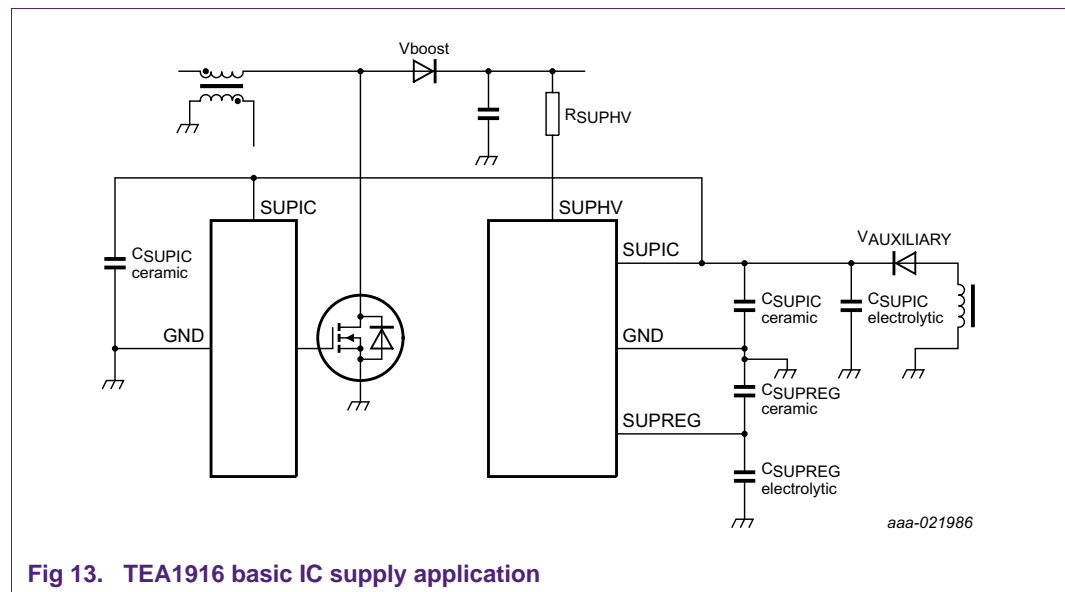 Vboost
RSUPHV
SUPIC
SUPHV
SUPIC
VAUXILIARY
CSUPIC
ceramic
CSUPIC
ceramic
CSUPIC
electrolytic
GND
GND
CSUPREG
ceramic
SUPREG
CSUPREG
electrolytic
aaa-021986
Fig 13. TEA1916 basic IC supply application